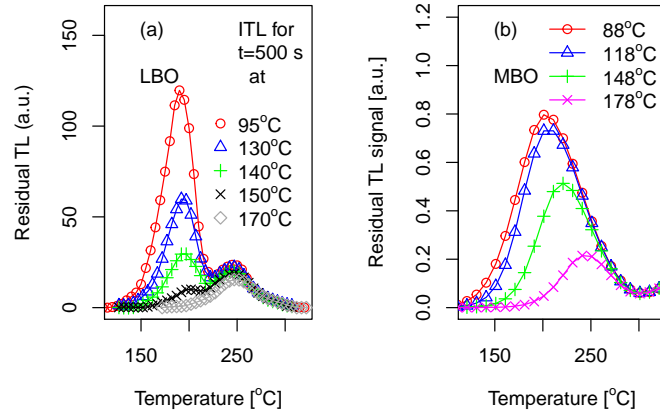 (a)
ITL for
t=500 s
at
LBO
95°C
130°C
140°C
150°C
170°C
Residual TL (a.u.)
0
50
100
150
150
250
Temperature [°C]
(b)
MBO
88°C
118°C
148°C
178°C
Residual TL signal [a.u.]
0.0
0.2
0.4
0.6
0.8
1.0
1.2
150
250
Temperature [°C]